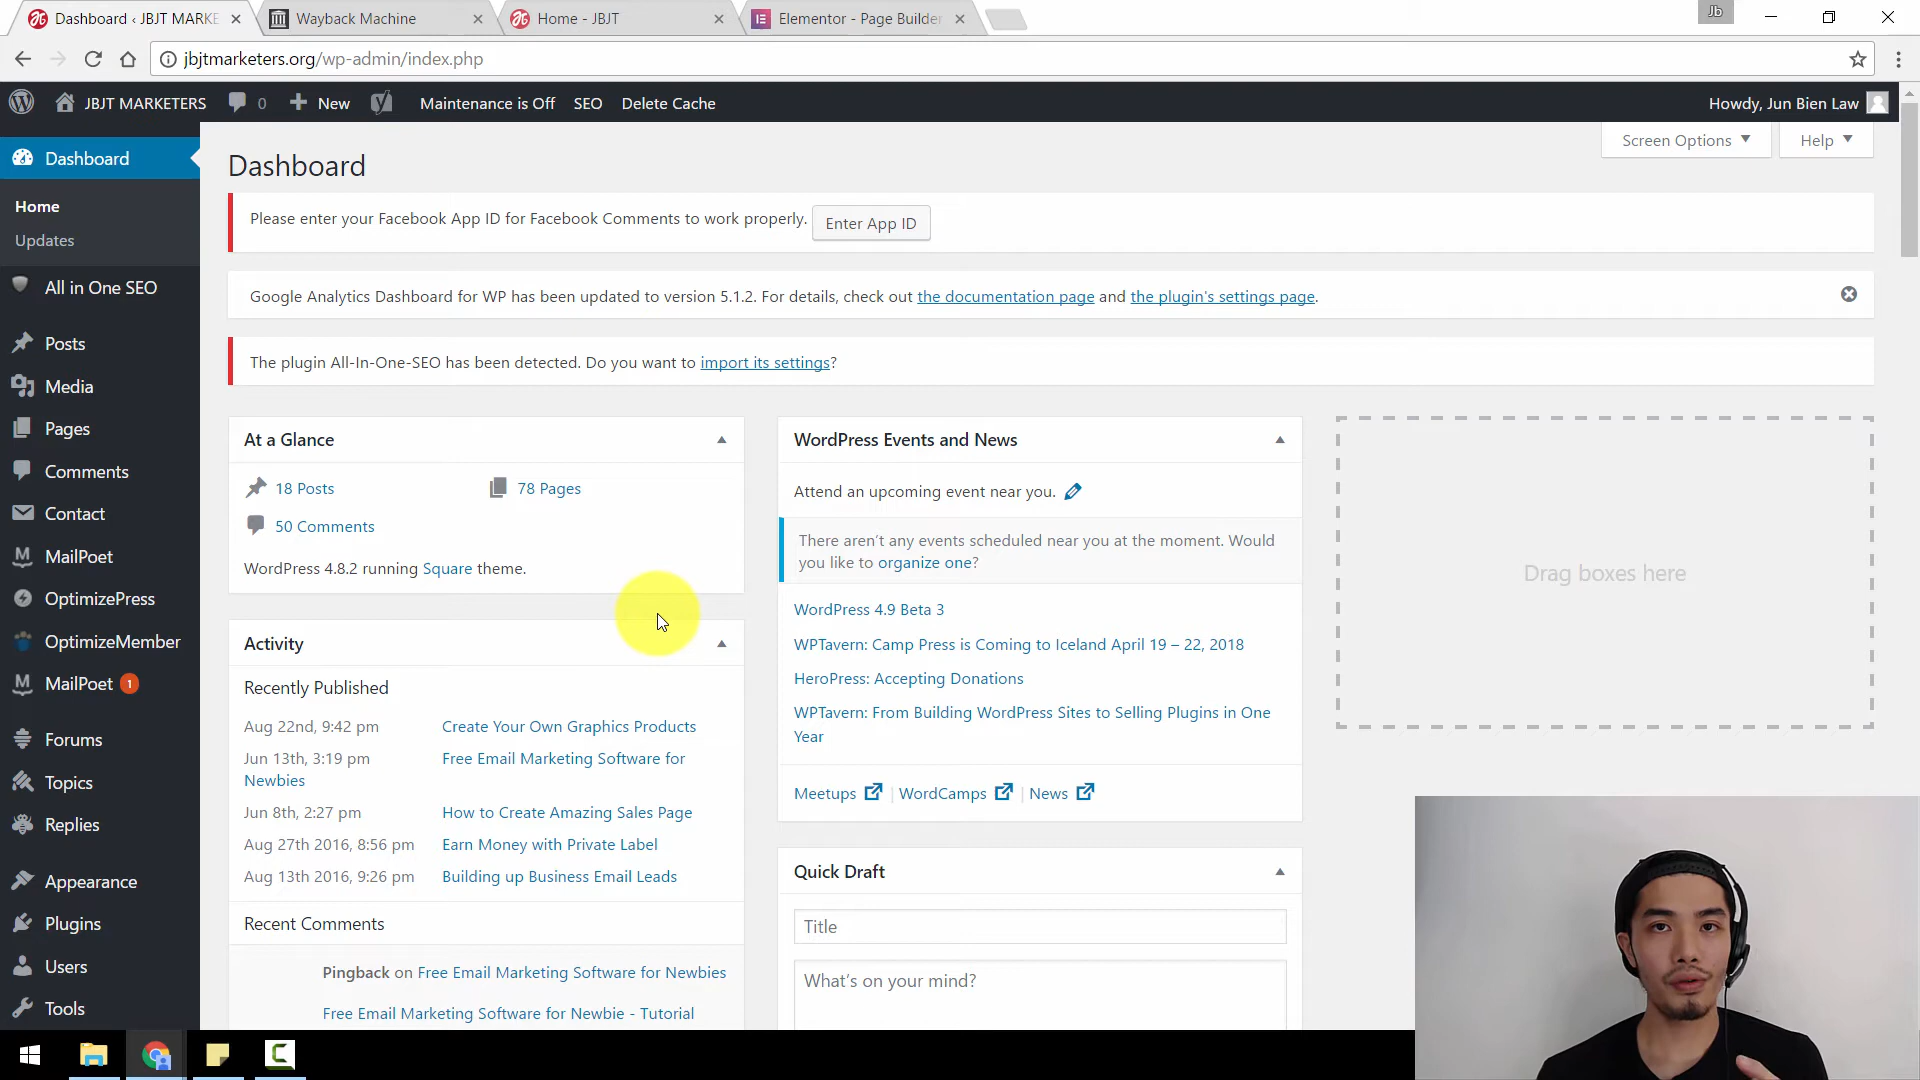 Dashboard ‹ JBJT MARKE
Wayback Machine
Home - JBJT
Elementor - Page Builder
Jb
jbjtmarketers.org/wp-admin/index.php
JBJT MARKETERS
0
New
Maintenance is Off
SEO
Delete Cache
Howdy, Jun Bien Law
Dashboard
Home
Updates
All in One SEO
Posts
Media
Pages
Comments
Contact
MailPoet
OptimizePress
OptimizeMember
MailPoet 1
Forums
Topics
Replies
Appearance
Plugins
Users
Tools
Screen Options
Help
Dashboard
Please enter your Facebook App ID for Facebook Comments to work properly.
Enter App ID
Google Analytics Dashboard for WP has been updated to version 5.1.2. For details, check out the documentation page and the plugin's settings page.
The plugin All-In-One-SEO has been detected. Do you want to import its settings?
At a Glance
18 Posts
78 Pages
50 Comments
WordPress 4.8.2 running Square theme.
Activity
Recently Published
Aug 22nd, 9:42 pm Create Your Own Graphics Products
Jun 13th, 3:19 pm Free Email Marketing Software for
Newbies
Jun 8th, 2:27 pm How to Create Amazing Sales Page
Aug 27th 2016, 8:56 pm Earn Money with Private Label
Aug 13th 2016, 9:26 pm Building up Business Email Leads
Recent Comments
Pingback on Free Email Marketing Software for Newbies
Free Email Marketing Software for Newbie - Tutorial
WordPress Events and News
Attend an upcoming event near you.
There aren't any events scheduled near you at the moment. Would
you like to organize one?
WordPress 4.9 Beta 3
WPTavern: Camp Press is Coming to Iceland April 19 – 22, 2018
HeroPress: Accepting Donations
WPTavern: From Building WordPress Sites to Selling Plugins in One
Year
Meetups | WordCamps | News
Quick Draft
Title
What's on your mind?
Drag boxes here